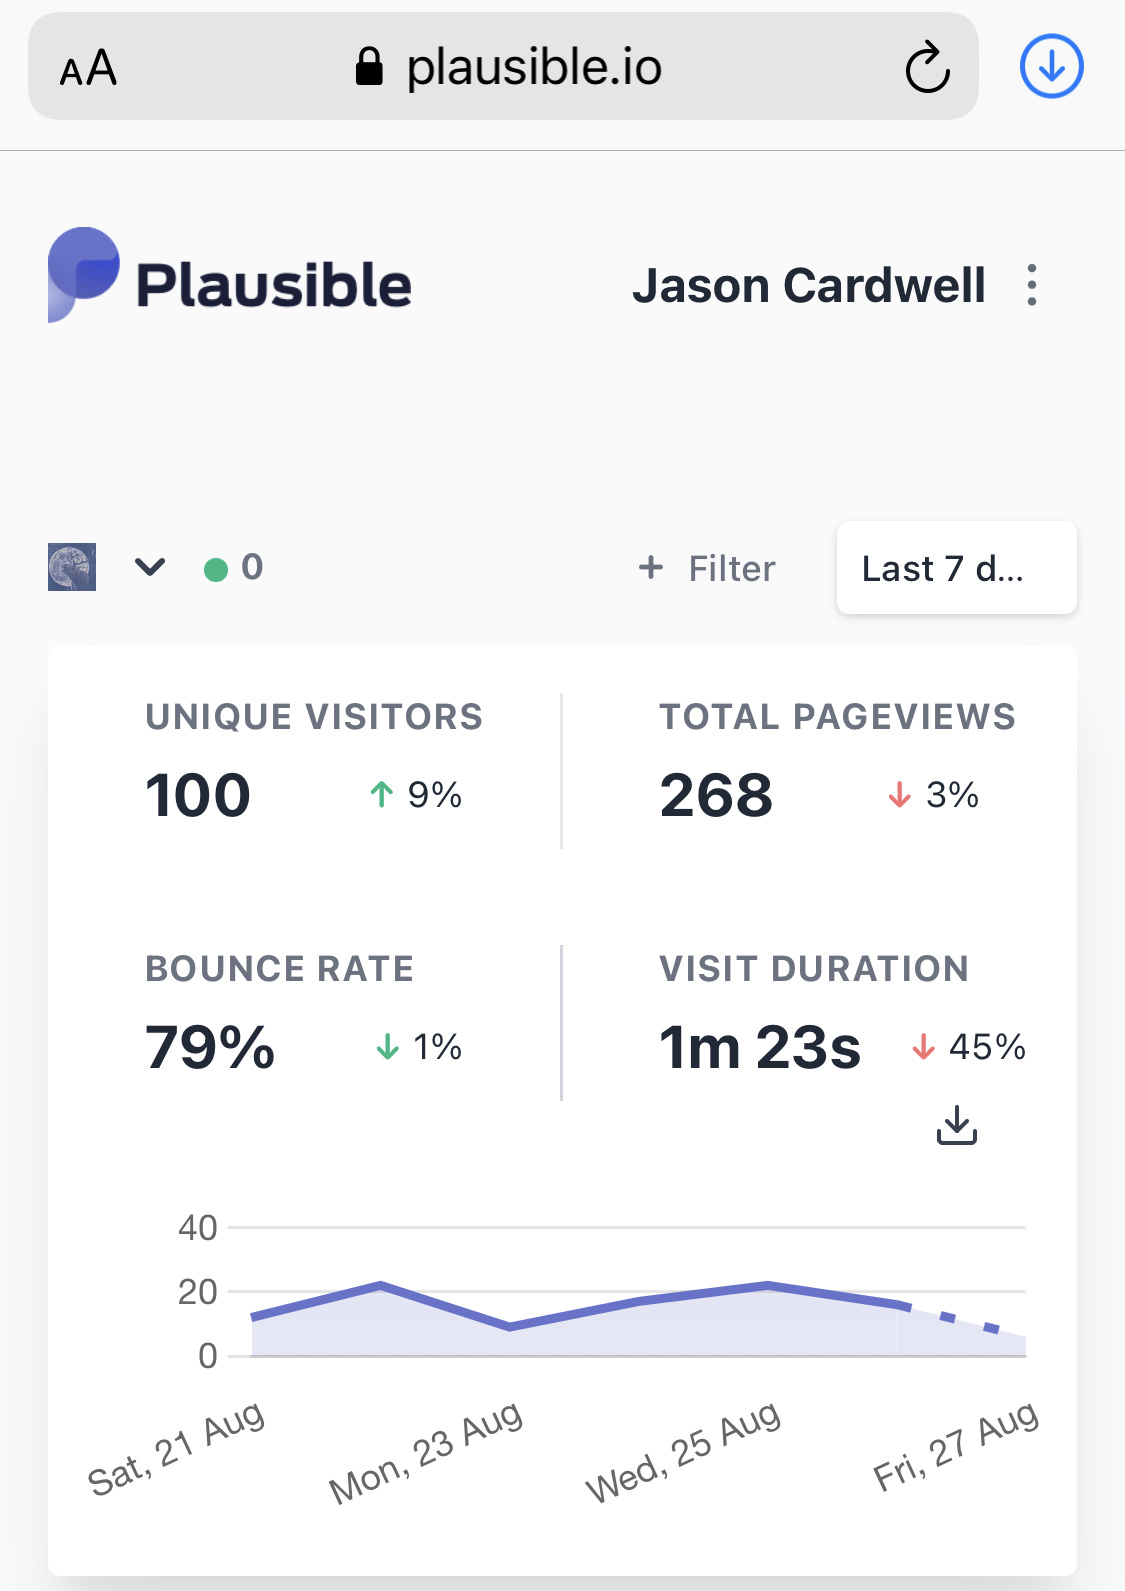 AA plausible.io
Plausible Jason Cardwell
0 + Filter Last 7 d...
UNIQUE VISITORS TOTAL PAGEVIEWS
100 ↑ 9% 268 ↓ 3%
BOUNCE RATE VISIT DURATION
79% ↓ 1% 1m 23s ↓ 45%
40
20
0
Sat, 21 Aug Mon, 23 Aug Wed, 25 Aug Fri, 27 Aug